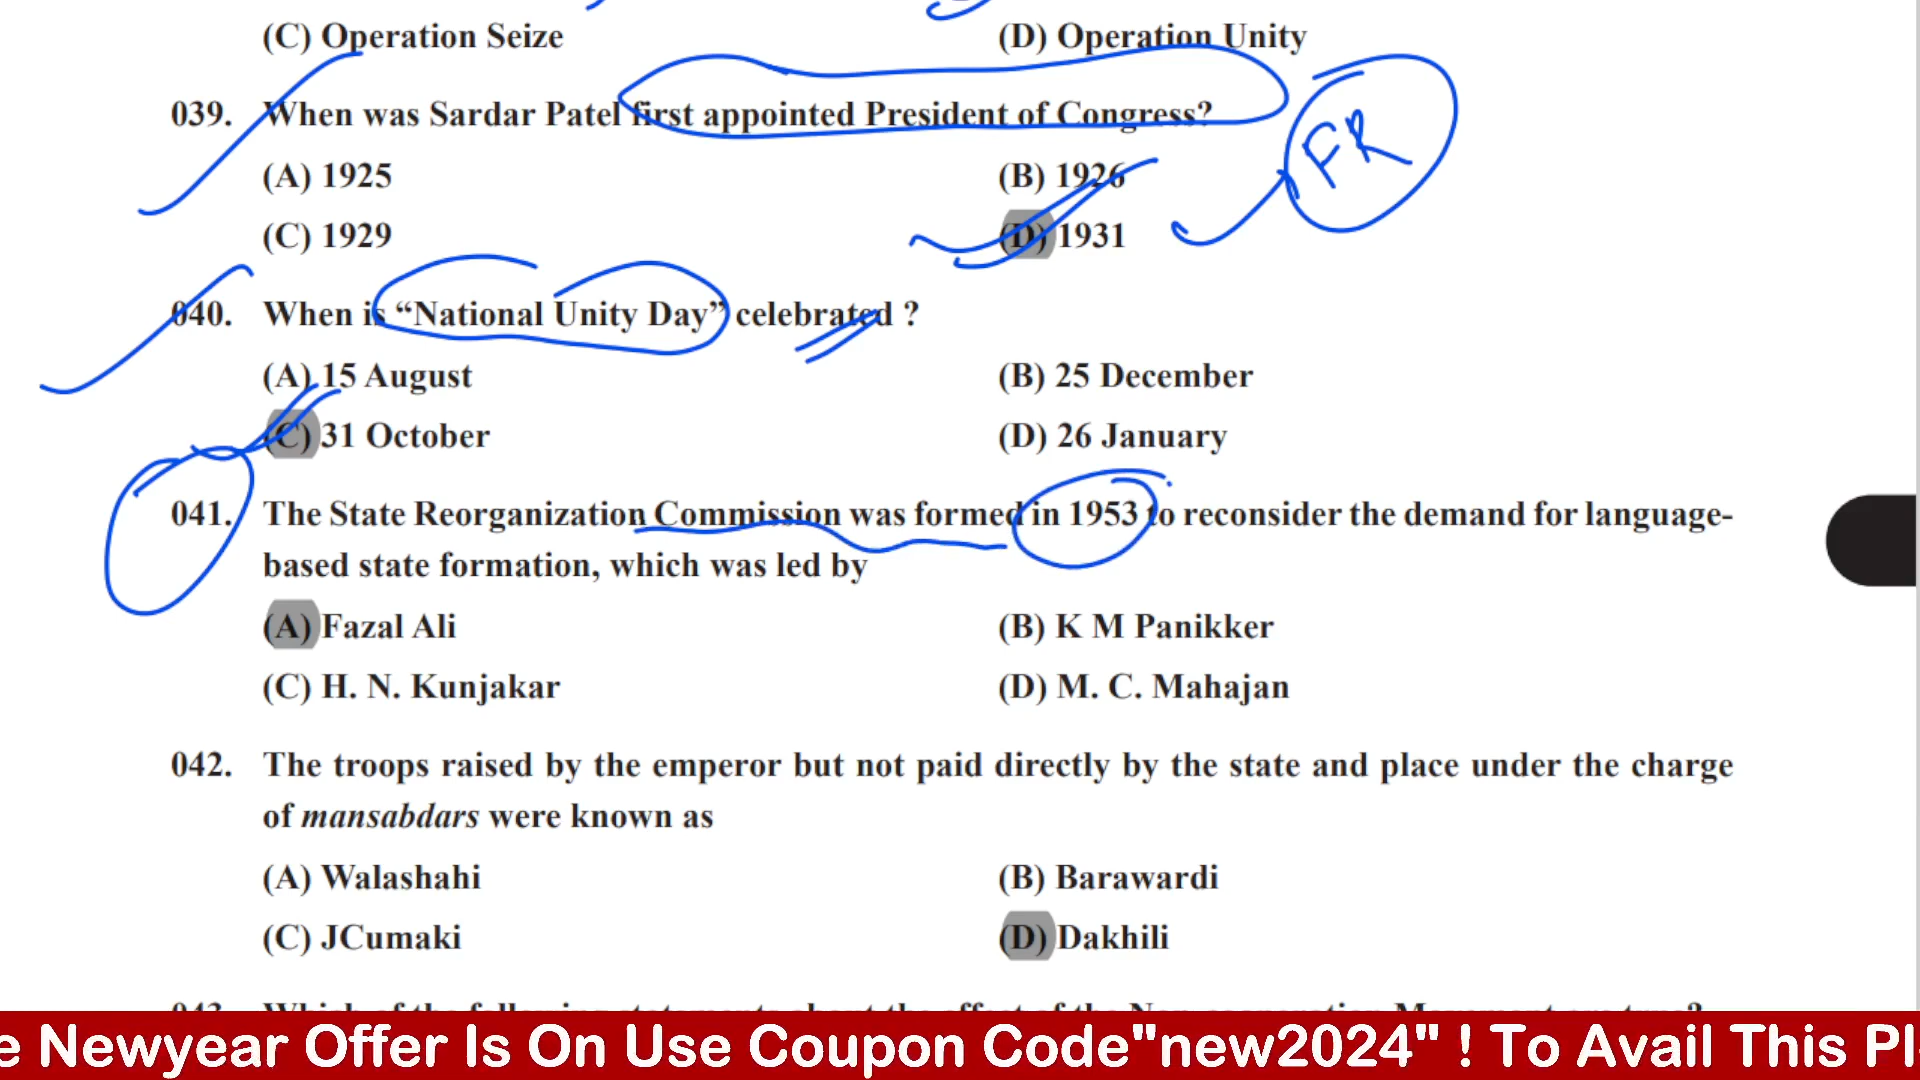 (C) Operation Seize (D) Operation Unity
039. When was Sardar Patel first appointed President of Congress?
FR
(A) 1925 (B) 1926
(C) 1929 (D) 1931
040. When is “National Unity Day” celebrated ?
(A) 15 August (B) 25 December
(C) 31 October (D) 26 January
041. The State Reorganization Commission was formed in 1953 to reconsider the demand for language-
based state formation, which was led by
(A) Fazal Ali (B) K M Panikker
(C) H. N. Kunjakar (D) M. C. Mahajan
042. The troops raised by the emperor but not paid directly by the state and place under the charge
of mansabdars were known as
(A) Walashahi (B) Barawardi
(C) JCumaki (D) Dakhili
e Newyear Offer Is On Use Coupon Code"new2024" ! To Avail This Pl